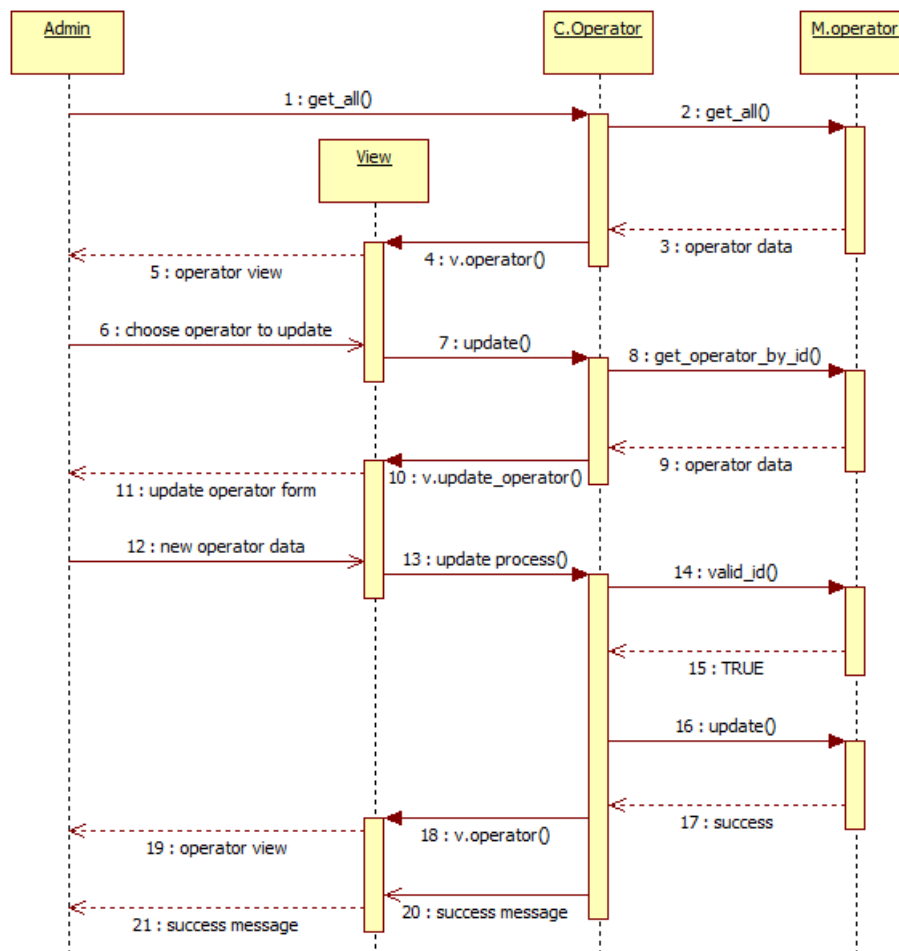 Admin
C.Operator
M.operator
1 : get_all()
2 : get_all()
View
3 : operator data
4 : v.operator()
5 : operator view
6 : choose operator to update
7 : update()
8 : get_operator_by_id()
9 : operator data
10 : v.update_operator()
11 : update operator form
12 : new operator data
13 : update process()
14 : valid_id()
15 : TRUE
16 : update()
17 : success
18 : v.operator()
19 : operator view
20 : success message
21 : success message